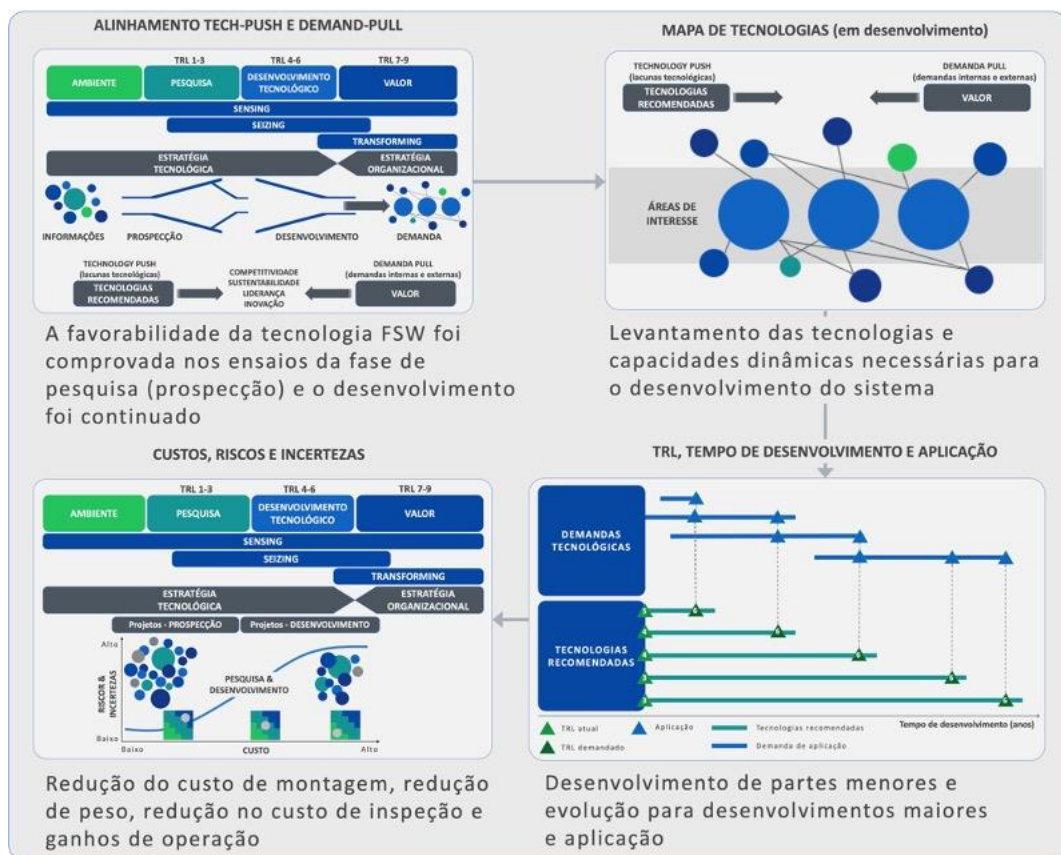 ALINHAMENTO TECH-PUSH E DEMAND-PULL
TRL 1-3
TRL 4-6
TRL 7-9
AMBIENTE
PESQUISA
DESENVOLVIMENTO
TECNOLÓGICO
VALOR
SENSING
SEIZING
TRANSFORMING
ESTRATÉGIA
TECNOLÓGICA
ESTRATÉGIA
ORGANIZACIONAL
INFORMAÇÕES
PROSPECÇÃO
DESENVOLVIMENTO
DEMANDA
TECHNOLOGY PUSH
(lacunas tecnológicas)
TECNOLOGIAS
RECOMENDADAS
COMPETITIVIDADE
SUSTENTABILIDADE
LIDERANÇA
INOVAÇÃO
DEMANDA PULL
(demandas internas e externas)
VALOR
A favorabilidade da tecnologia FSW foi
comprovada nos ensaios da fase de
pesquisa (prospecção) e o desenvolvimento
foi continuado
MAPA DE TECNOLOGIAS (em desenvolvimento)
TECHNOLOGY PUSH
(lacunas tecnológicas)
TECNOLOGIAS
RECOMENDADAS
DEMANDA PULL
(demandas internas e externas)
VALOR
ÁREAS DE
INTERESSE
Levantamento das tecnologias e
capacidades dinâmicas necessárias para
o desenvolvimento do sistema
CUSTOS, RISCOS E INCERTEZAS
TRL 1-3
TRL 4-6
TRL 7-9
AMBIENTE
PESQUISA
DESENVOLVIMENTO
TECNOLÓGICO
VALOR
SENSING
SEIZING
TRANSFORMING
ESTRATÉGIA
TECNOLÓGICA
ESTRATÉGIA
ORGANIZACIONAL
Projetos - PROSPECÇÃO
Projetos - DESENVOLVIMENTO
Alto
RISCOR &
INCERTEZAS
PESQUISA &
DESENVOLVIMENTO
Baixo
Baixo
CUSTO
Alto
Redução do custo de montagem, redução
de peso, redução no custo de inspeção e
ganhos de operação
TRL, TEMPO DE DESENVOLVIMENTO E APLICAÇÃO
DEMANDAS
TECNOLÓGICAS
TECNOLOGIAS
RECOMENDADAS
Tempo de desenvolvimento (anos)
TRL atual
Aplicação
Tecnologias recomendadas
TRL demandado
Demanda de aplicação
Desenvolvimento de partes menores e
evolução para desenvolvimentos maiores
e aplicação